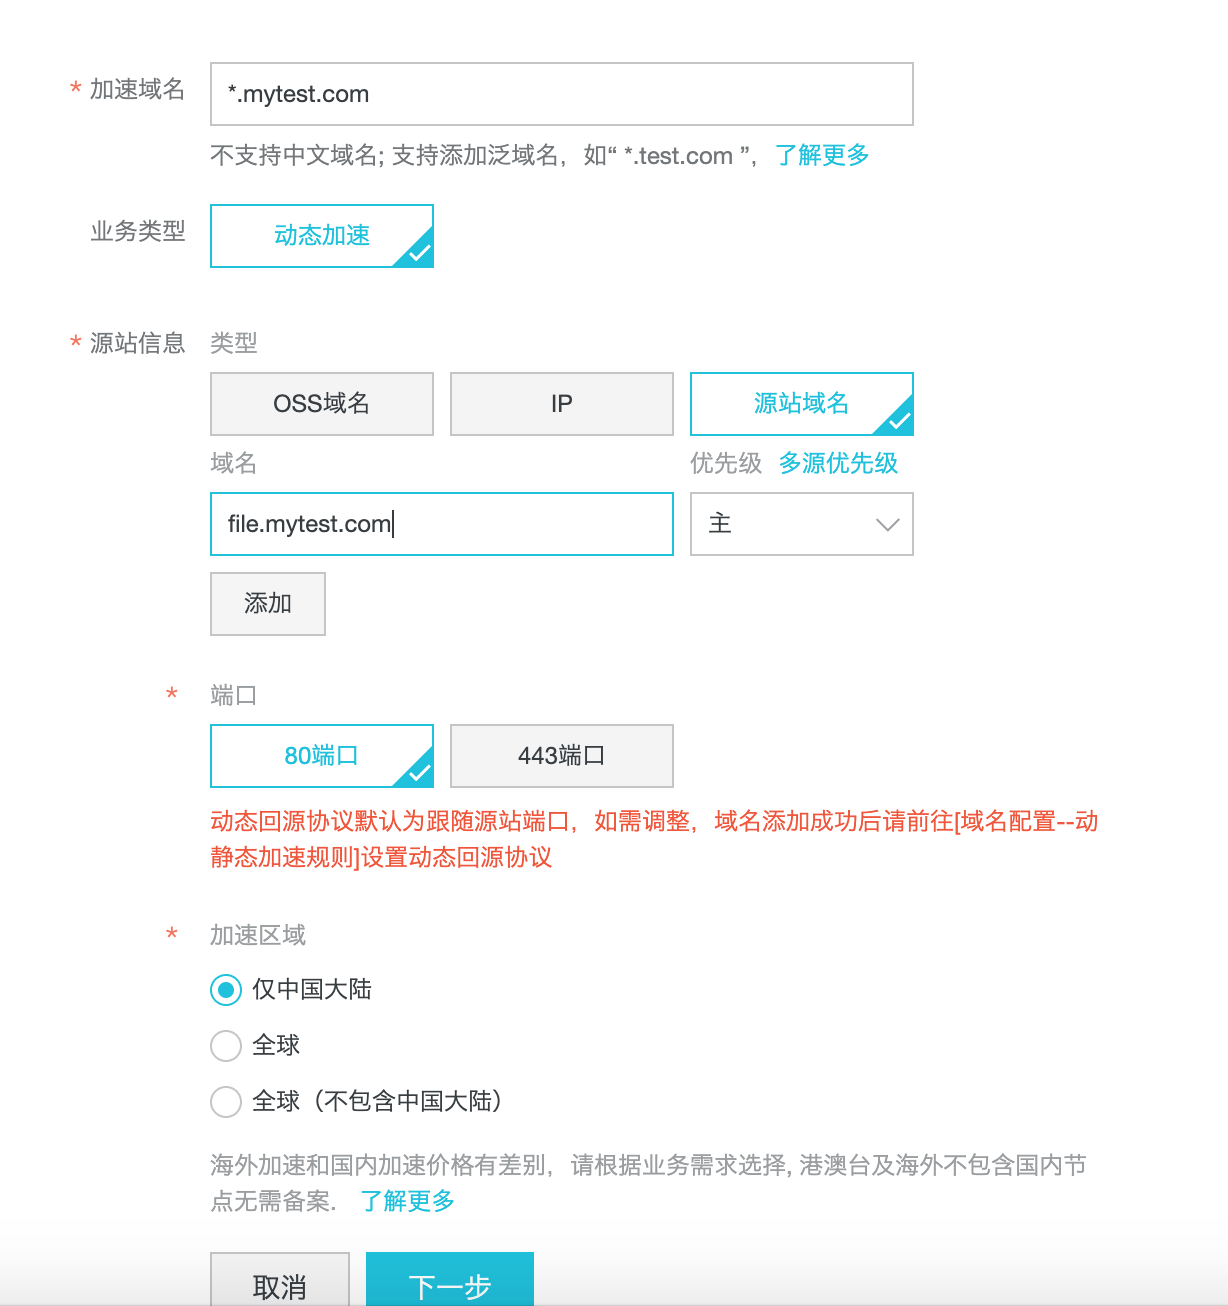 * 加速域名
*.mytest.com
不支持中文域名; 支持添加泛域名，如“ *.test.com ”，了解更多
业务类型
动态加速
* 源站信息
类型
OSS域名
IP
源站域名
域名
优先级 多源优先级
file.mytest.com
主
添加
* 端口
80端口
443端口
动态回源协议默认为跟随源站端口，如需调整，域名添加成功后请前往[域名配置--动
静态加速规则]设置动态回源协议
* 加速区域
仅中国大陆
全球
全球（不包含中国大陆）
海外加速和国内加速价格有差别，请根据业务需求选择, 港澳台及海外不包含国内节
点无需备案. 了解更多
取消
下一步